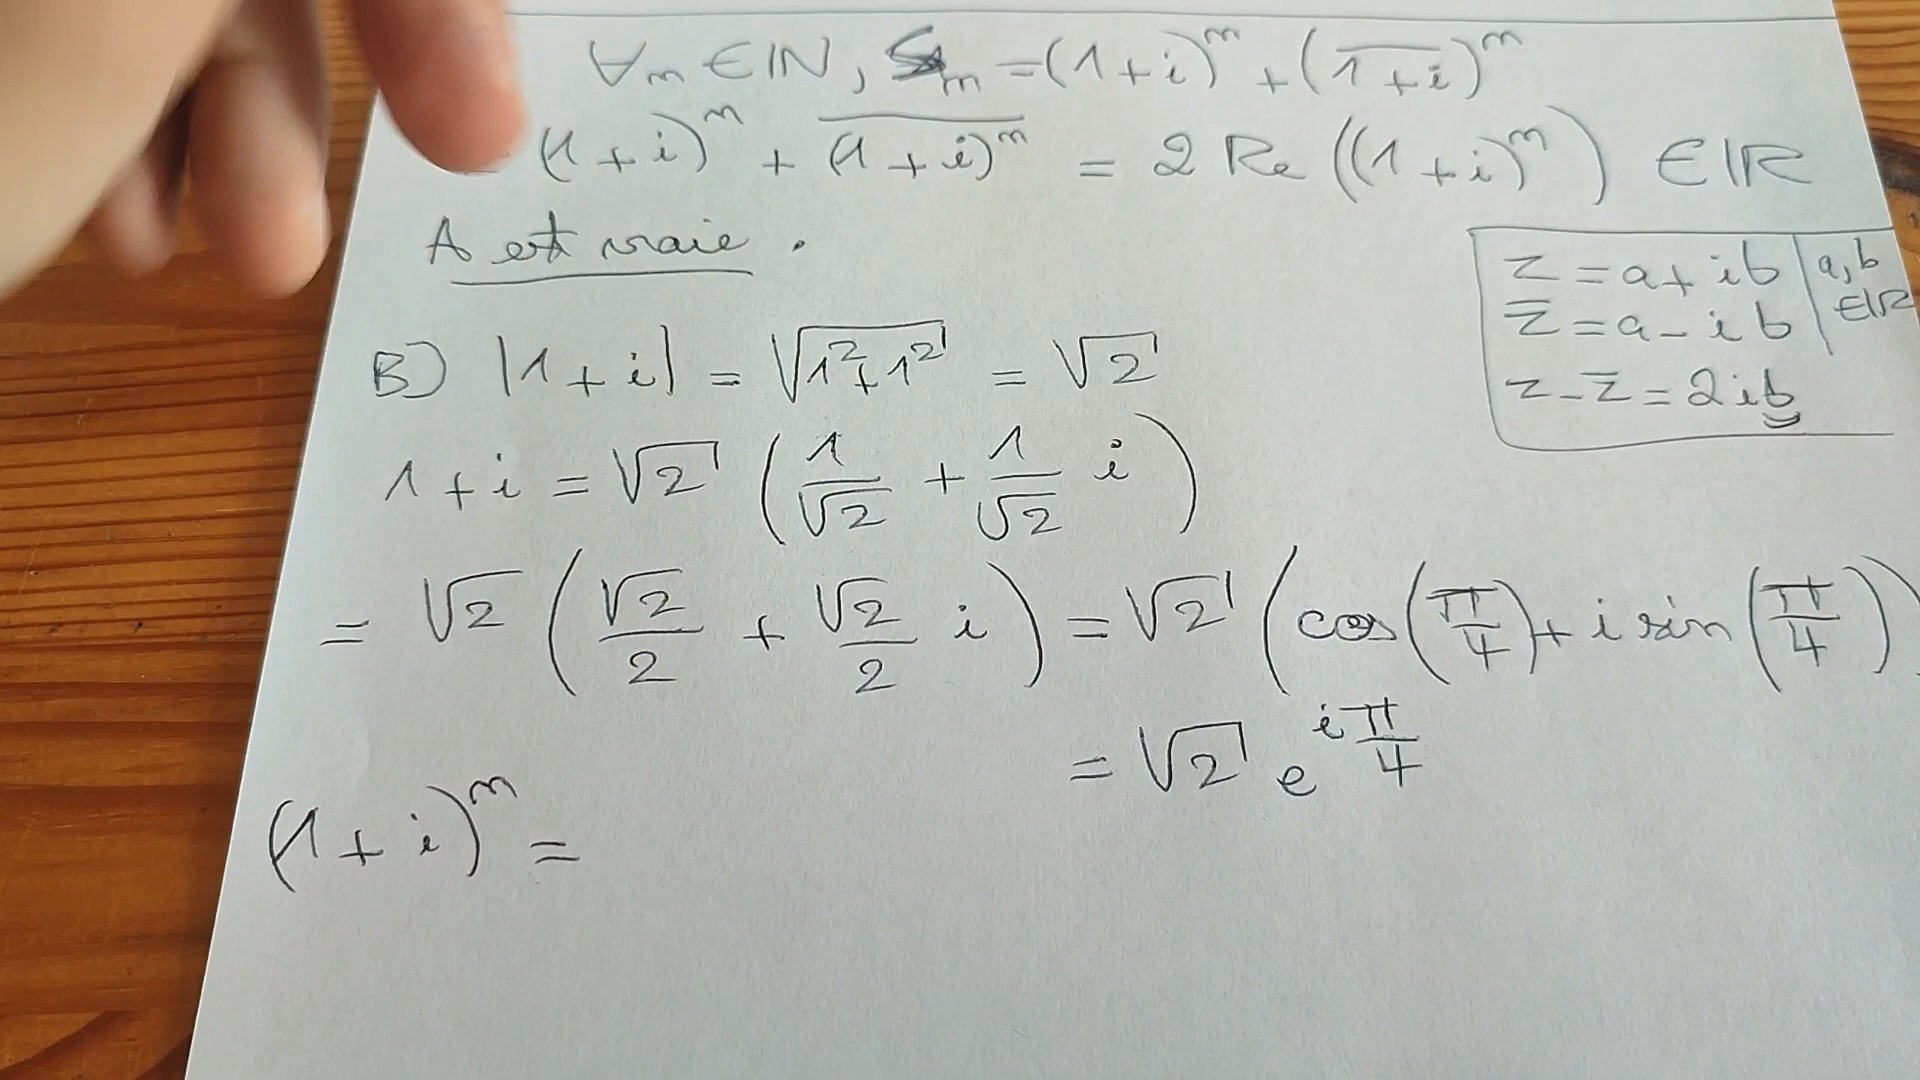 ∀n ∈ ℕ, Sn = (1+i)^n + (\overline{1+i})^n
(1+i)^n + \overline{(1+i)^n} = 2 Re ((1+i)^n) ∈ ℝ
A est vraie.
z = a + ib | a, b ∈ ℝ
z̄ = a - ib
z - z̄ = 2ib
B) |1+i| = √(1²+1²) = √2
1+i = √2 (1/√2 + 1/√2 i)
= √2 (√2/2 + √2/2 i) = √2 (cos(π/4) + i sin(π/4))
= √2 e^{iπ/4}
(1+i)^n =